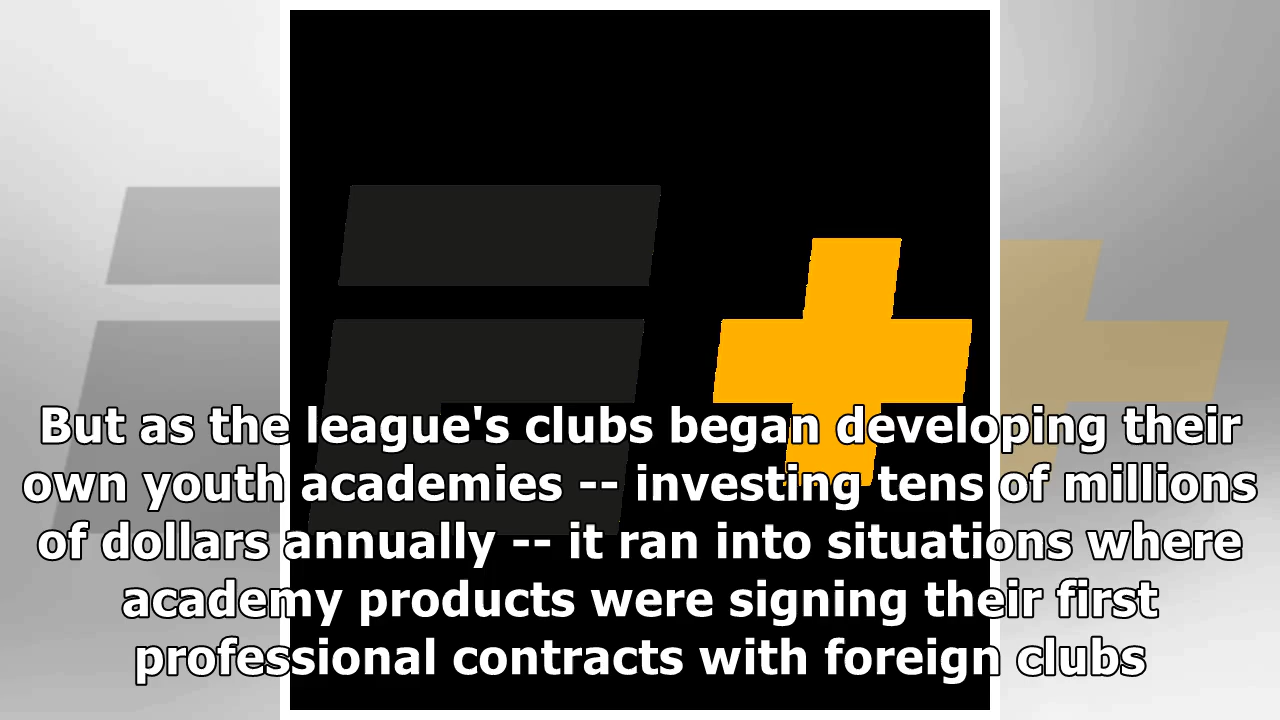 But as the league's clubs began developing their
own youth academies -- investing tens of millions
of dollars annually -- it ran into situations where
academy products were signing their first
professional contracts with foreign clubs